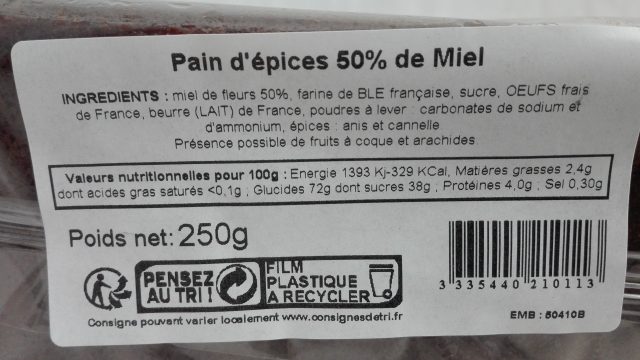 Pain d'épices 50% de Miel
INGREDIENTS : miel de fleurs 50%, farine de BLE française, sucre, OEUFS frais
de France, beurre (LAIT) de France, poudres à lever : carbonates de sodium et
d'ammonium, épices : anis et cannelle
Présence possible de fruits à coque et arachides.
Valeurs nutritionnelles pour 100g : Energie 1393 Kj-329 KCal, Matières grasses 2,4g
dont acides gras saturés <0,1g ; Glucides 72g dont sucres 38g ; Protéines 4,0g ; Sel 0,30g
Poids net: 250g
PENSEZ
AU TRI !
FILM
PLASTIQUE
A RECYCLER
3 335440 210113
Consigne pouvant varier localement www.consignesdetri.fr
EMB : 50410B